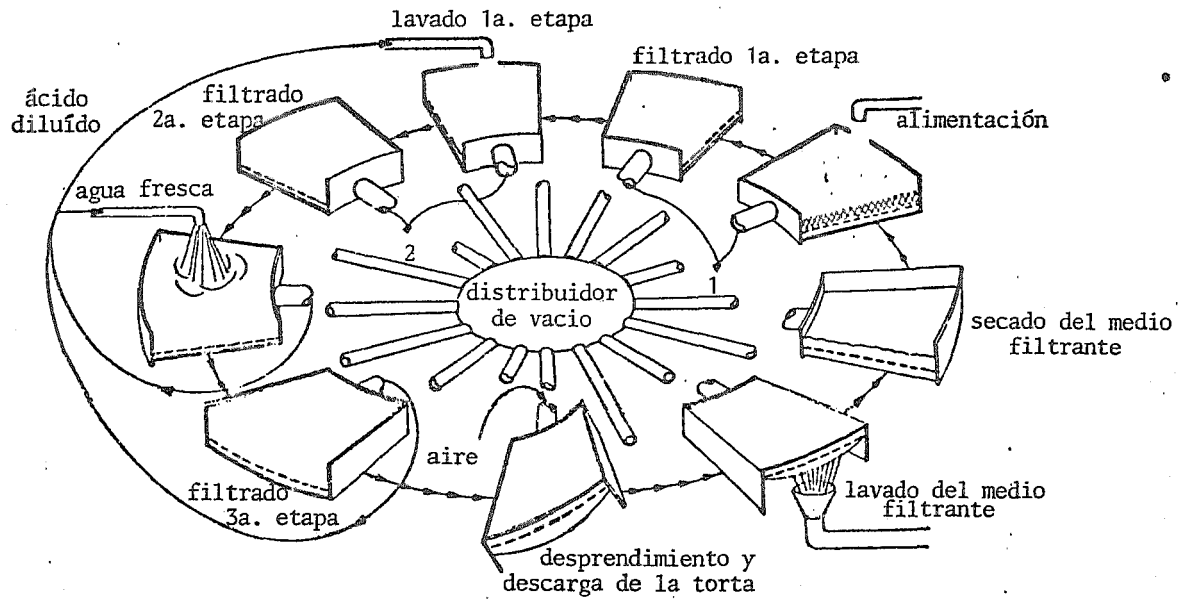 lavado 1a. etapa
filtrado 1a. etapa
ácido
diluído
filtrado
2a. etapa
alimentación
agua fresca
2
1
distribuidor
de vacio
secado del medio
filtrante
aire
filtrado
3a. etapa
lavado del medio
filtrante
desprendimiento y
descarga de la torta